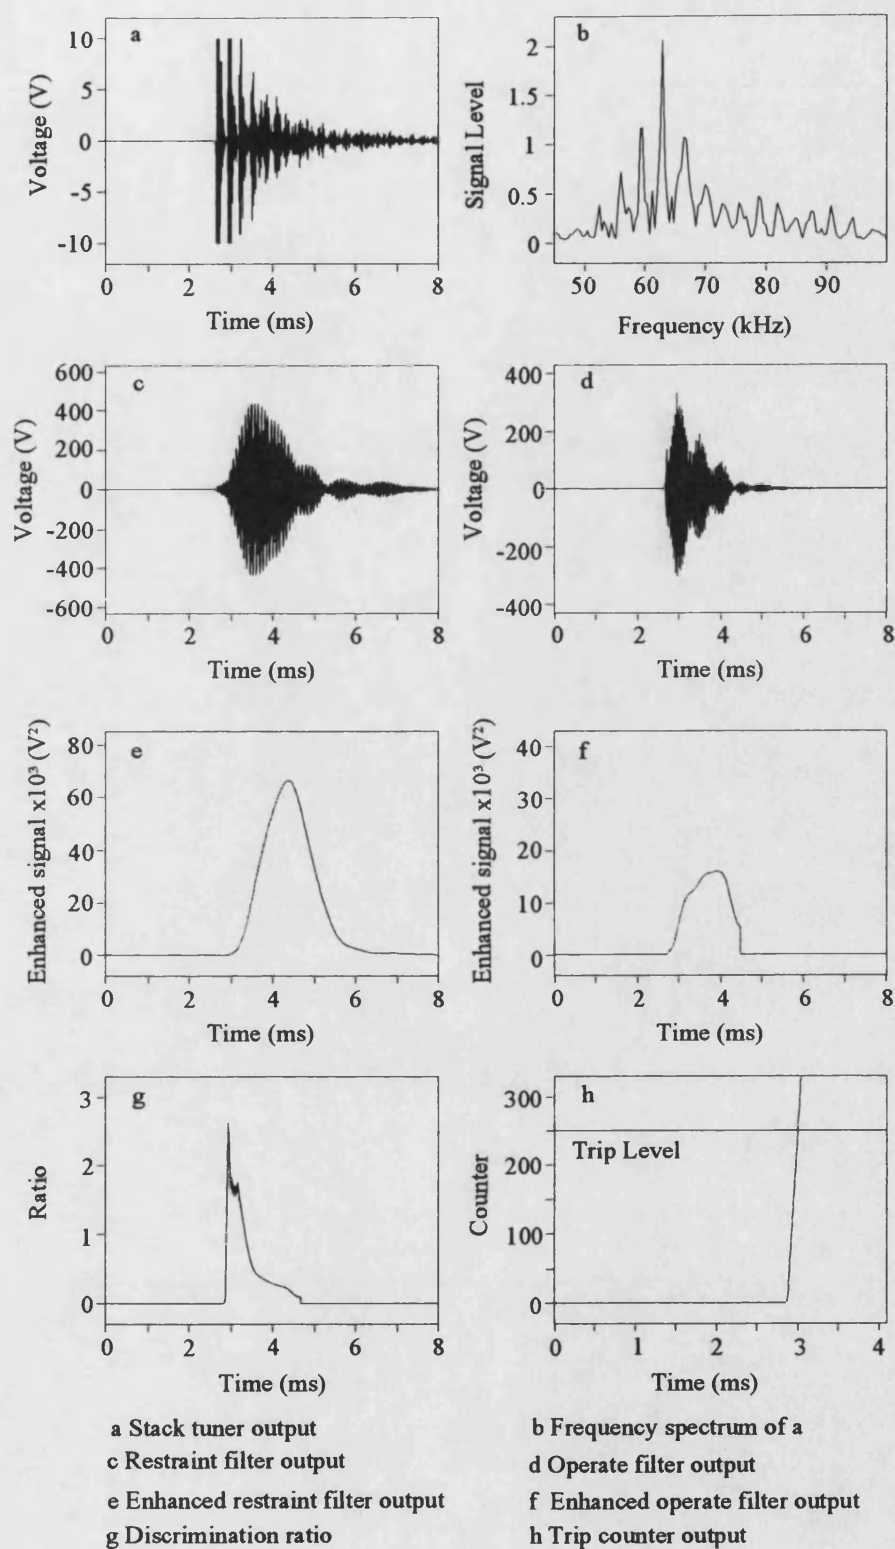 a
10
5
0
-5
-10
Voltage (V)
0 2 4 6 8
Time (ms)
b
2
1.5
1
0.5
0
Signal Level
50 60 70 80 90
Frequency (kHz)
c
600
400
200
0
-200
-400
-600
Voltage (V)
0 2 4 6 8
Time (ms)
d
400
200
0
-200
-400
Voltage (V)
0 2 4 6 8
Time (ms)
e
80
60
40
20
0
Enhanced signal x10³ (V²)
0 2 4 6 8
Time (ms)
f
40
30
20
10
0
Enhanced signal x10³ (V²)
0 2 4 6 8
Time (ms)
g
3
2
1
0
Ratio
0 2 4 6 8
Time (ms)
h
300
200
100
0
Counter
Trip Level
0 1 2 3 4
Time (ms)
a Stack tuner output
b Frequency spectrum of a
c Restraint filter output
d Operate filter output
e Enhanced restraint filter output
f Enhanced operate filter output
g Discrimination ratio
h Trip counter output